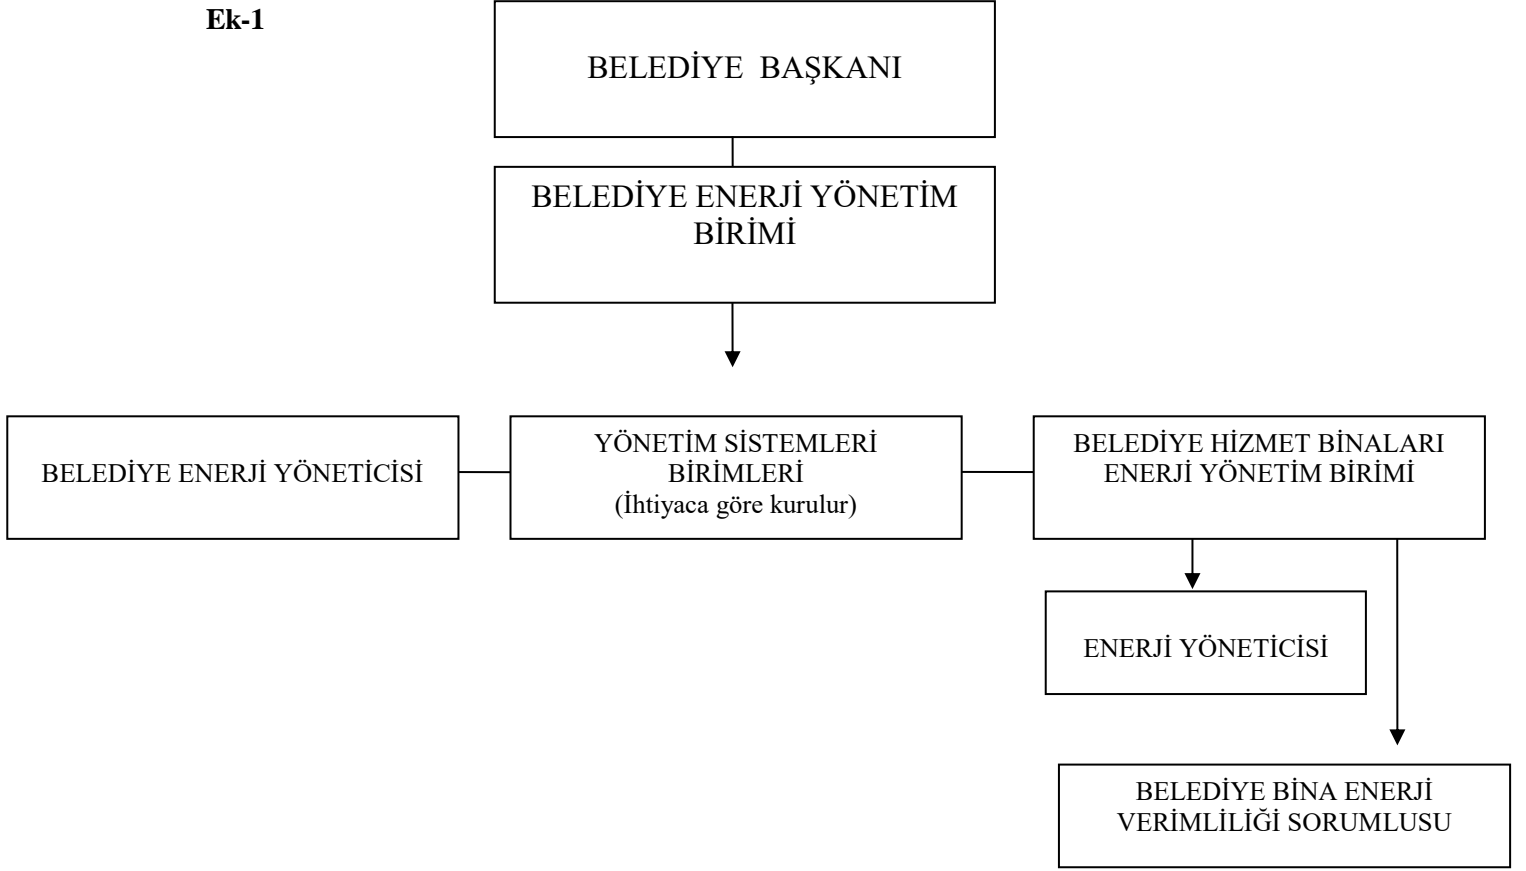 Ek-1
BELEDİYE BAŞKANI
BELEDİYE ENERJİ YÖNETİM
BİRİMİ
BELEDİYE ENERJİ YÖNETİCİSİ
YÖNETİM SİSTEMLERİ
BİRİMLERİ
(İhtiyaca göre kurulur)
BELEDİYE HİZMET BİNALARI
ENERJİ YÖNETİM BİRİMİ
ENERJİ YÖNETİCİSİ
BELEDİYE BİNA ENERJİ
VERİMLİLİĞİ SORUMLUSU